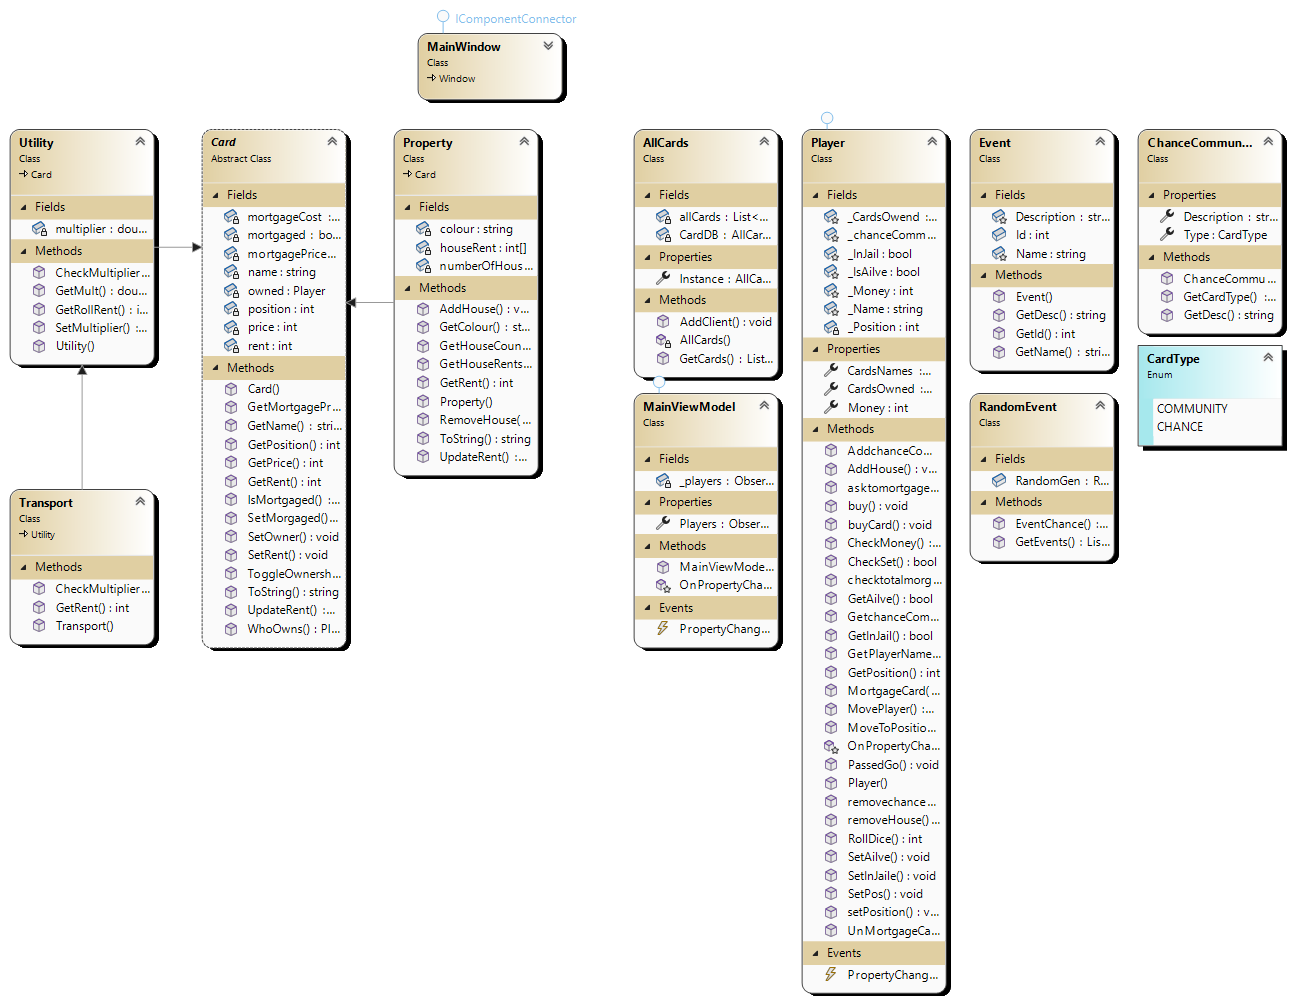 IComponentConnector
MainWindow
Class
Window
Utility
Class
Card
Fields
multiplier : dou...
Methods
CheckMultiplier...
GetMult() : dou...
GetRollRent() : i...
SetMultiplier() :...
Utility()
Transport
Class
Utility
Methods
CheckMultiplier...
GetRent() : int
Transport()
Card
Abstract Class
Fields
mortgageCost :...
mortgaged : bo...
mortgagePrice...
name : string
owned : Player
position : int
price : int
rent : int
Methods
Card()
GetMortgagePr...
GetName() : stri...
GetPosition() : int
GetPrice() : int
GetRent() : int
IsMortgaged() :...
SetMorgaged()...
SetOwner() : void
SetRent() : void
ToggleOwnersh...
ToString() : string
UpdateRent() :...
WhoOwns() : Pl...
Property
Class
Card
Fields
colour : string
houseRent : int[]
numberOfHous...
Methods
AddHouse() : v...
GetColour() : st...
GetHouseCoun...
GetHouseRents...
GetRent() : int
Property()
RemoveHouse(...
ToString() : string
UpdateRent() :...
AllCards
Class
Fields
allCards : List<...
CardDB : AllCar...
Properties
Instance : AllCa...
Methods
AddClient() : void
AllCards()
GetCards() : List...
MainViewModel
Class
Fields
_players : Obser...
Properties
Players : Obser...
Methods
MainViewMode...
OnPropertyCha...
Events
PropertyChang...
Player
Class
Fields
_CardsOwend :...
_chanceComm...
_InJail : bool
_IsAilve : bool
_Money : int
_Name : string
_Position : int
Properties
CardsNames :...
CardsOwned :...
Money : int
Methods
AddchanceCo...
AddHouse() : v...
asktomortgage...
buy() : void
buyCard() : void
CheckMoney() :...
CheckSet() : bool
checktotalmorg...
GetAilve() : bool
GetchanceCom...
GetInJail() : bool
GetPlayerName...
GetPosition() : int
MortgageCard(...
MovePlayer() :...
MoveToPositio...
OnPropertyCha...
PassedGo() : void
Player()
removechance...
removeHouse() ...
RollDice() : int
SetAilve() : void
SetInJaile() : void
SetPos() : void
setPosition() : v...
UnMortgageCa...
Events
PropertyChang...
Event
Class
Fields
Description : str...
Id : int
Name : string
Methods
Event()
GetDesc() : string
GetId() : int
GetName() : stri...
RandomEvent
Class
Fields
RandomGen : R...
Methods
EventChance() :...
GetEvents() : Lis...
ChanceCommun...
Class
Properties
Description : str...
Type : CardType
Methods
ChanceCommu...
GetCardType() :...
GetDesc() : string
CardType
Enum
COMMUNITY
CHANCE